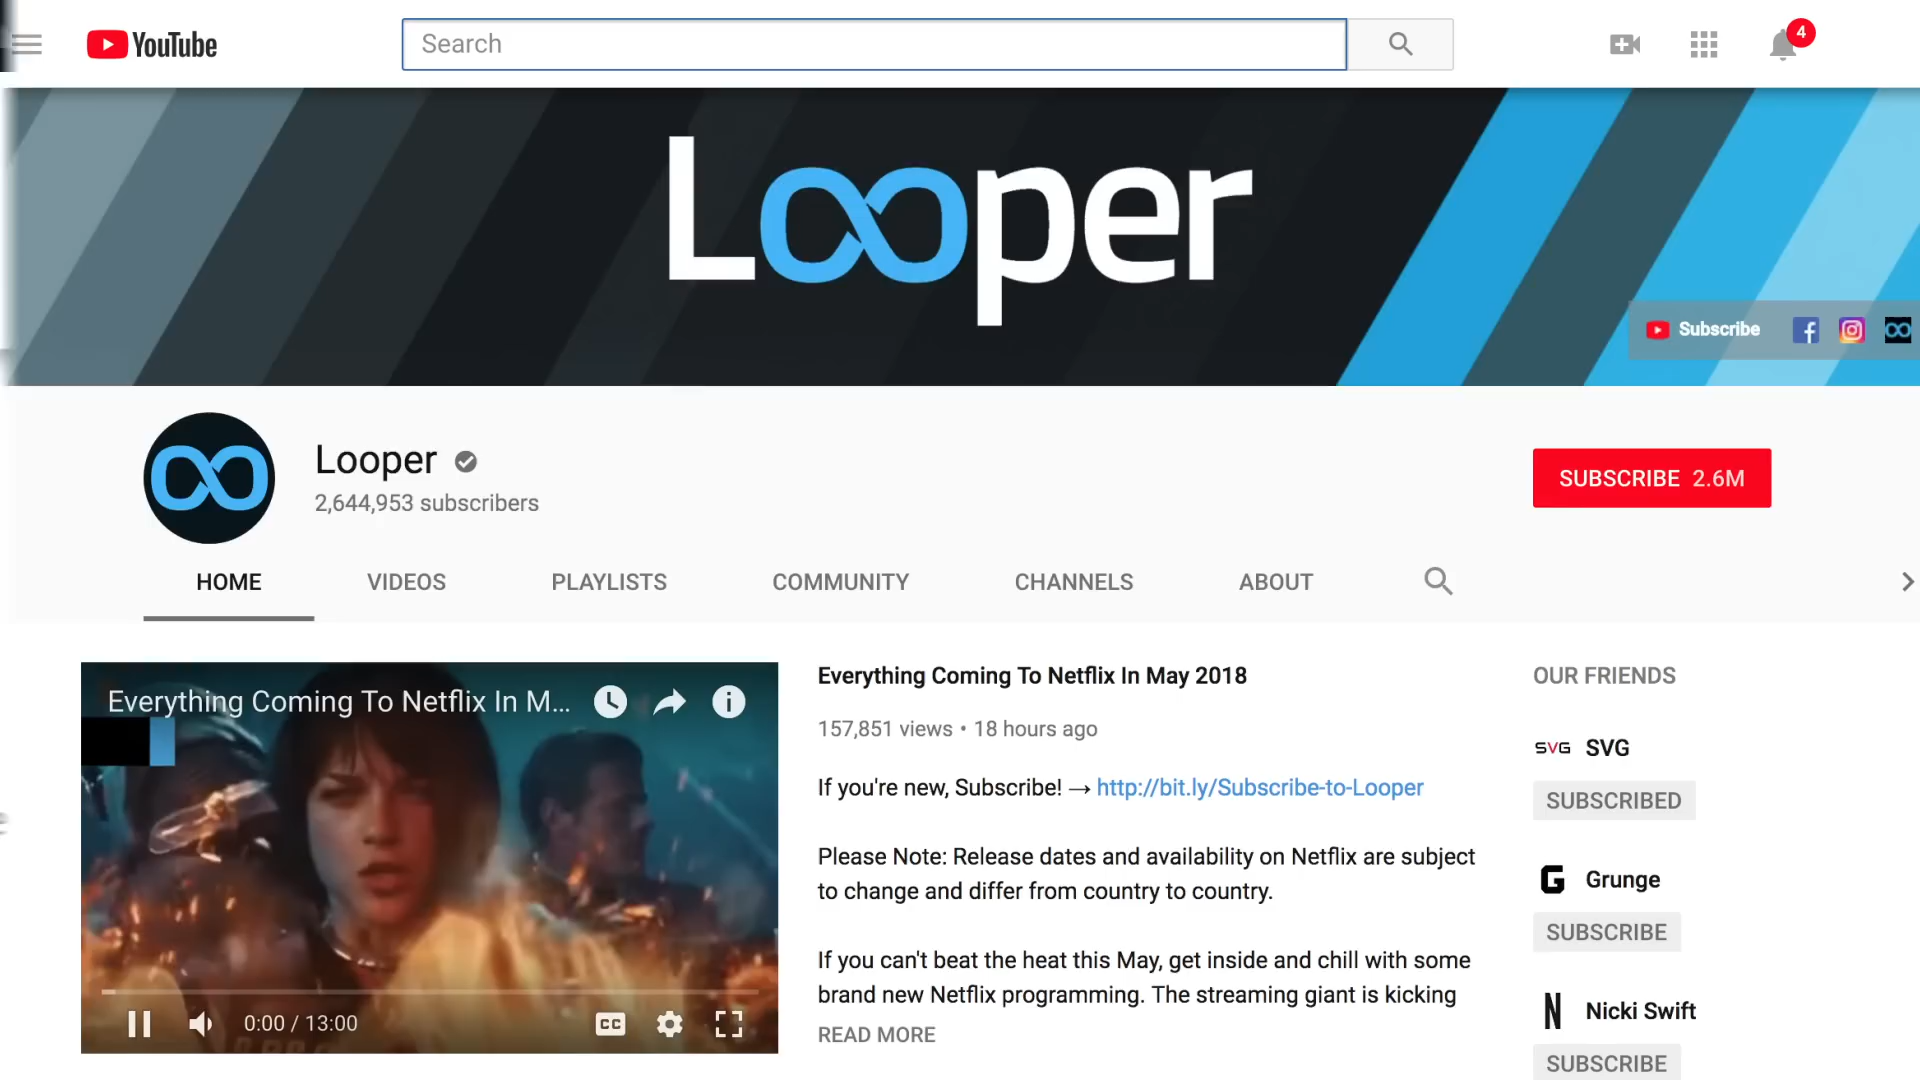 YouTube
Search
4
Looper
Subscribe
Looper
2,644,953 subscribers
SUBSCRIBE 2.6M
HOME
VIDEOS
PLAYLISTS
COMMUNITY
CHANNELS
ABOUT
Everything Coming To Netflix In M...
0:00 / 13:00
CC
Everything Coming To Netflix In May 2018
157,851 views • 18 hours ago
If you're new, Subscribe! → http://bit.ly/Subscribe-to-Looper
Please Note: Release dates and availability on Netflix are subject
to change and differ from country to country.
If you can't beat the heat this May, get inside and chill with some
brand new Netflix programming. The streaming giant is kicking
READ MORE
OUR FRIENDS
SVG SVG
SUBSCRIBED
G Grunge
SUBSCRIBE
N Nicki Swift
SUBSCRIBE